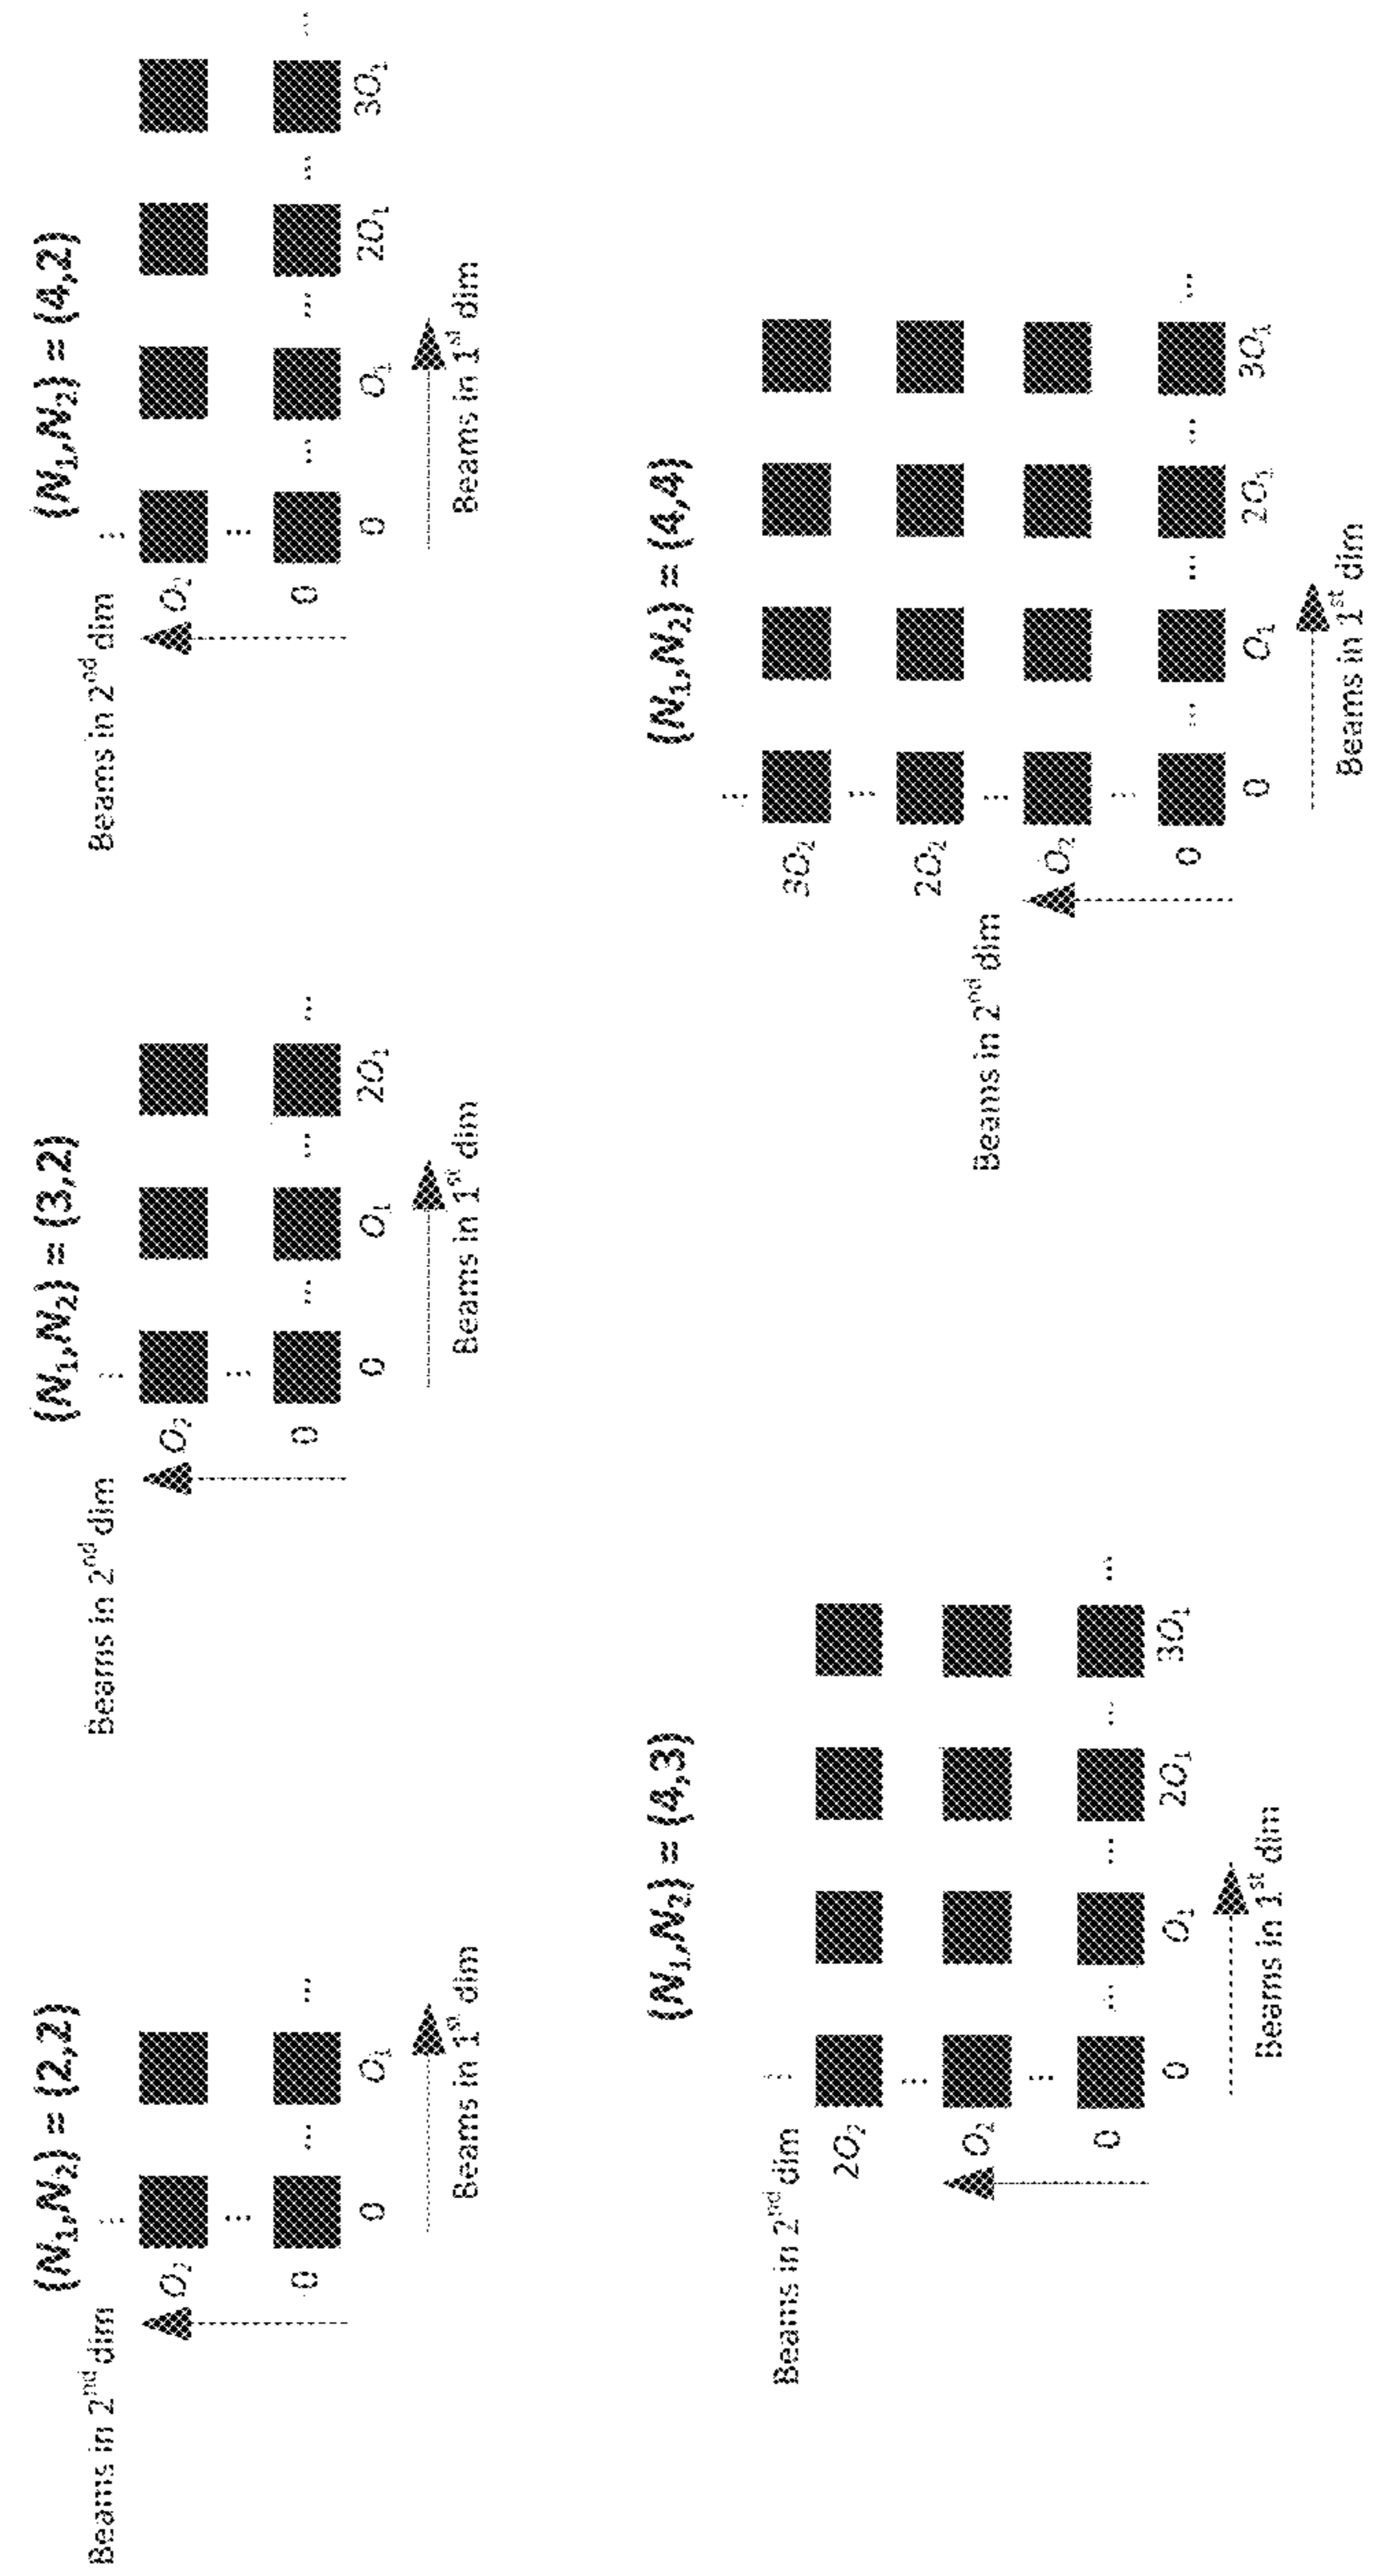 (N₁,N₂) = (2,2)
Beams in 2ⁿᵈ dim
⋮
O₂
⋮
0
...
...
0
O₁
Beams in 1ˢᵗ dim
(N₁,N₂) = (3,2)
Beams in 2ⁿᵈ dim
⋮
O₂
⋮
0
...
...
...
0
O₁
2O₁
Beams in 1ˢᵗ dim
(N₁,N₂) = (4,2)
Beams in 2ⁿᵈ dim
⋮
O₂
⋮
0
...
...
...
...
0
O₁
2O₁
3O₁
Beams in 1ˢᵗ dim
(N₁,N₂) = (4,3)
Beams in 2ⁿᵈ dim
⋮
2O₂
⋮
O₂
⋮
0
...
...
...
...
0
O₁
2O₁
3O₁
Beams in 1ˢᵗ dim
(N₁,N₂) = (4,4)
⋮
3O₂
⋮
2O₂
⋮
Beams in 2ⁿᵈ dim
O₂
⋮
0
...
...
...
...
0
O₁
2O₁
3O₁
Beams in 1ˢᵗ dim